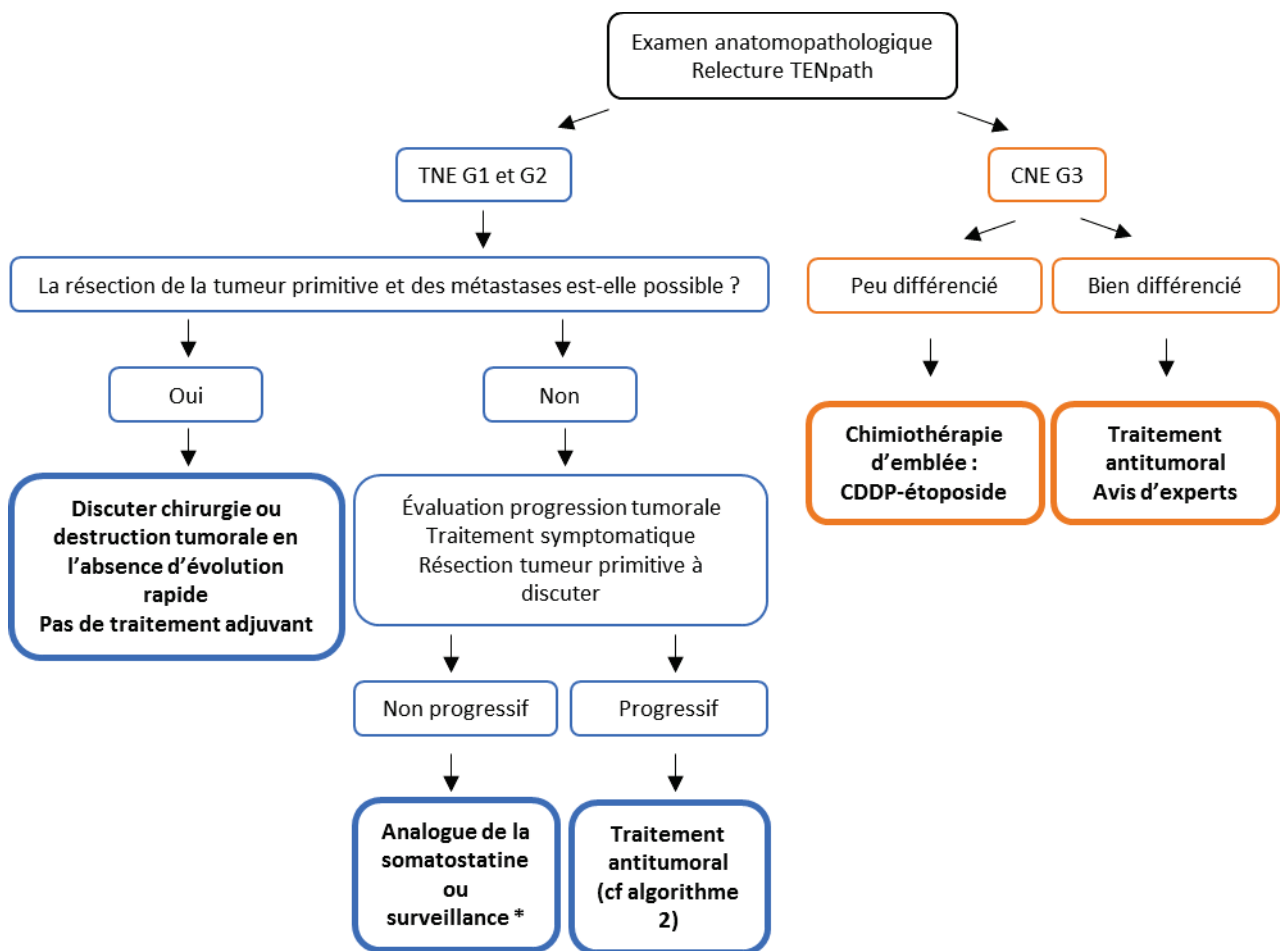 Examen anatomopathologique
Relecture TENpath
TNE G1 et G2
CNE G3
La résection de la tumeur primitive et des métastases est-elle possible ?
Peu différencié
Bien différencié
Oui
Non
Chimiothérapie
d’emblée :
CDDP-étoposide
Traitement
antitumoral
Avis d’experts
Discuter chirurgie ou
destruction tumorale en
l’absence d’évolution
rapide
Pas de traitement adjuvant
Évaluation progression tumorale
Traitement symptomatique
Résection tumeur primitive à
discuter
Non progressif
Progressif
Analogue de la
somatostatine
ou
surveillance *
Traitement
antitumoral
(cf algorithme
2)